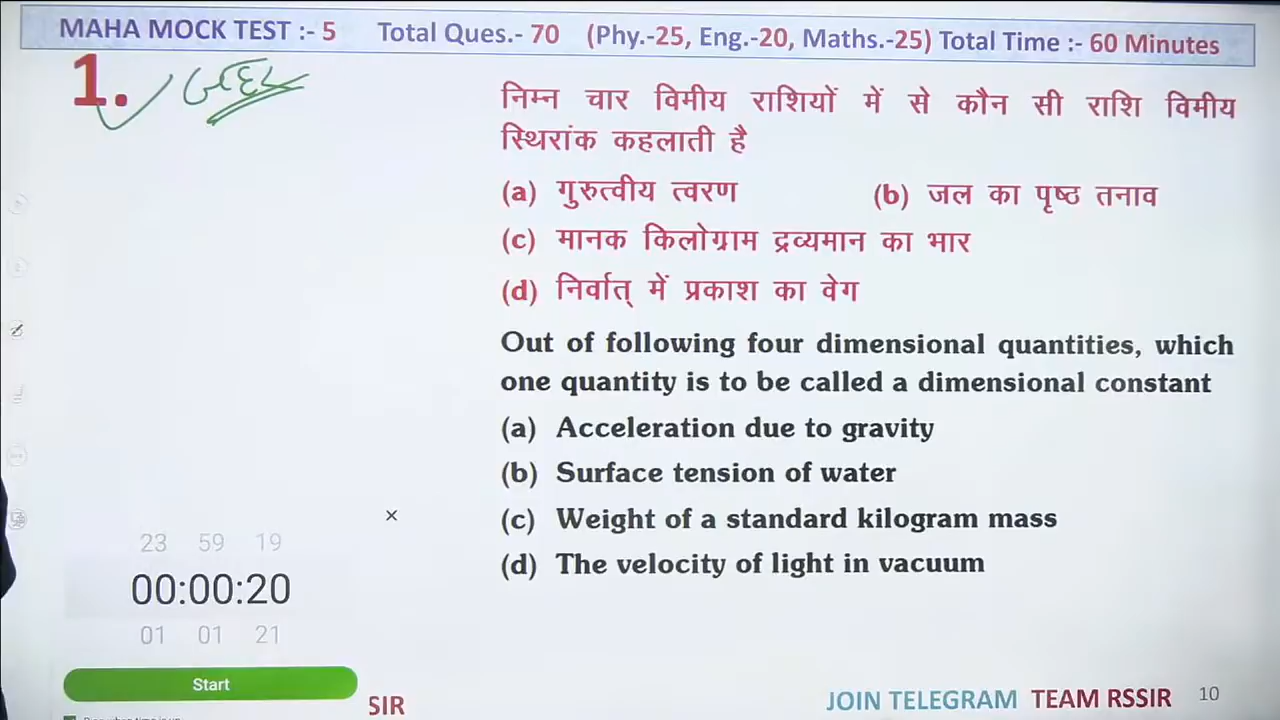 MAHA MOCK TEST :- 5 Total Ques.- 70 (Phy.-25, Eng.-20, Maths.-25) Total Time :- 60 Minutes
1.
निम्न चार विमीय राशियों में से कौन सी राशि विमीय
स्थिरांक कहलाती है
(a) गुरुत्वीय त्वरण (b) जल का पृष्ठ तनाव
(c) मानक किलोग्राम द्रव्यमान का भार
(d) निर्वात् में प्रकाश का वेग
Out of following four dimensional quantities, which
one quantity is to be called a dimensional constant
(a) Acceleration due to gravity
(b) Surface tension of water
(c) Weight of a standard kilogram mass
(d) The velocity of light in vacuum
23 59 19
00:00:20
01 01 21
Start
SIR
JOIN TELEGRAM TEAM RSSIR 10